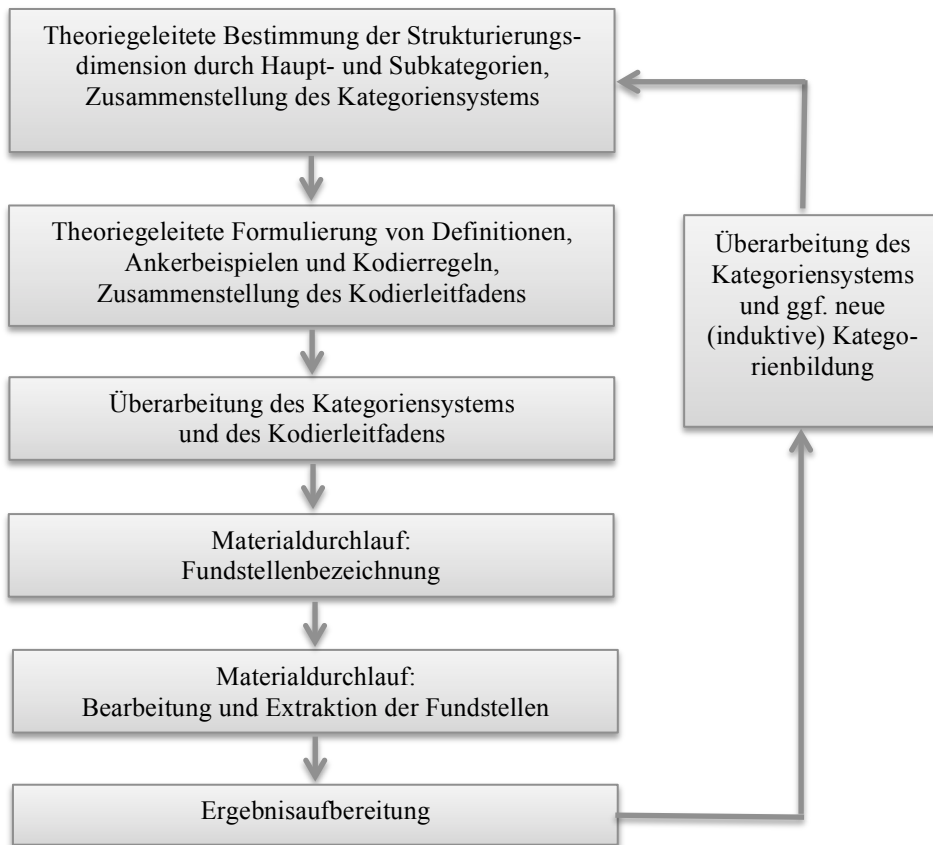 Theoriegeleitete Bestimmung der Strukturierungs-
dimension durch Haupt- und Subkategorien,
Zusammenstellung des Kategoriensystems
Theoriegeleitete Formulierung von Definitionen,
Ankerbeispielen und Kodierregeln,
Zusammenstellung des Kodierleitfadens
Überarbeitung des Kategoriensystems
und des Kodierleitfadens
Materialdurchlauf:
Fundstellenbezeichnung
Materialdurchlauf:
Bearbeitung und Extraktion der Fundstellen
Ergebnisaufbereitung
Überarbeitung des
Kategoriensystems
und ggf. neue
(induktive) Katego-
rienbildung